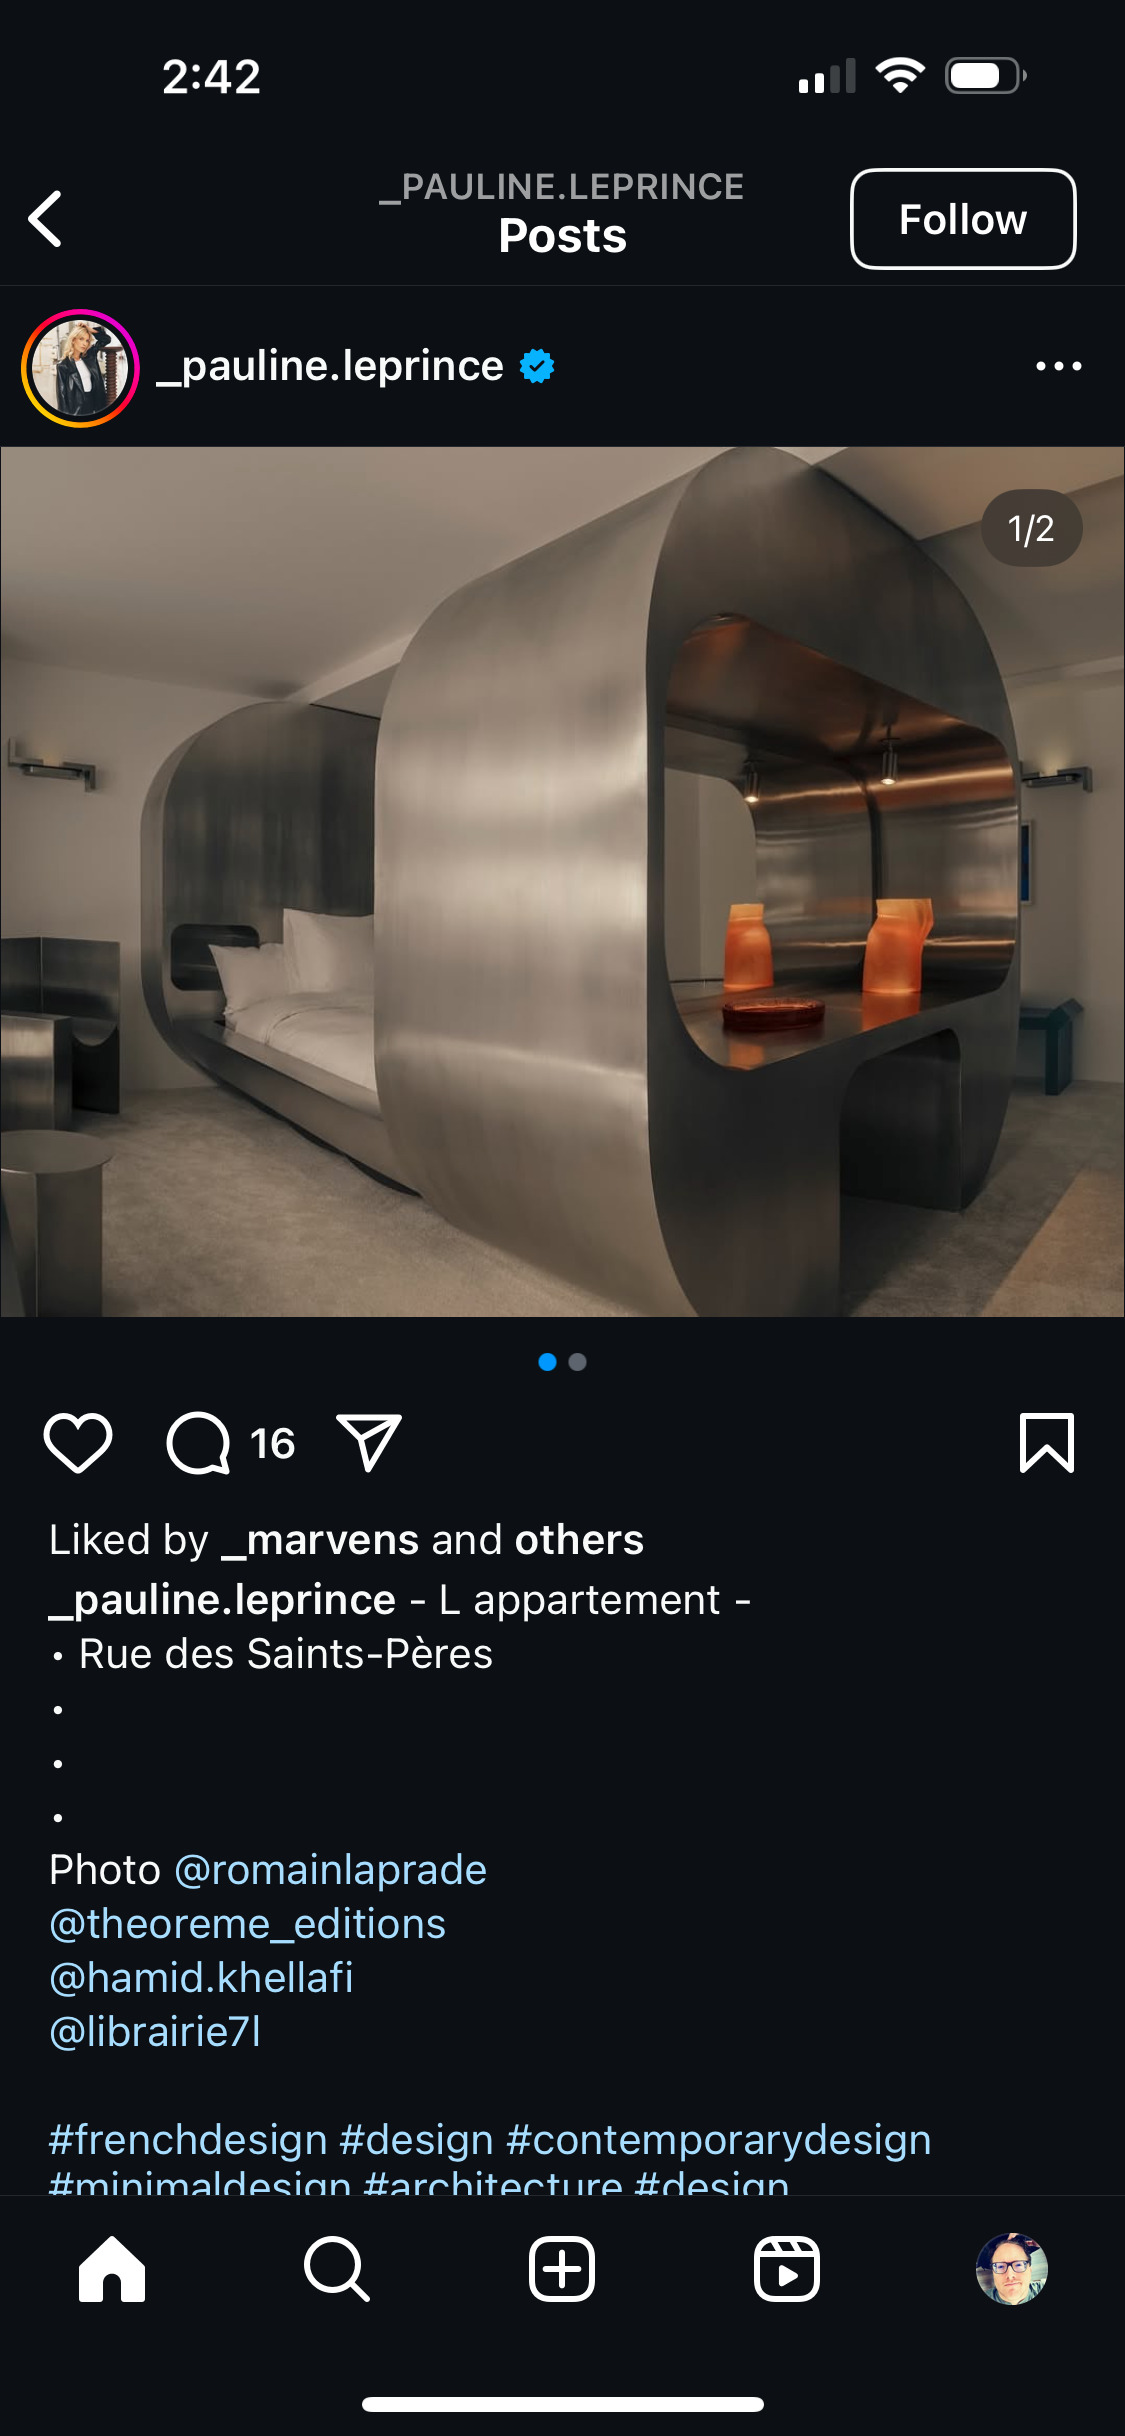 2:42
_PAULINE.LEPRINCE
Posts
Follow
_pauline.leprince
1/2
16
Liked by _marvens and others
_pauline.leprince - L appartement -
• Rue des Saints-Pères
•
•
•
Photo @romainlaprade
@theoreme_editions
@hamid.khellafi
@librairie7l
#frenchdesign #design #contemporarydesign
#minimaldesign #architecture #design